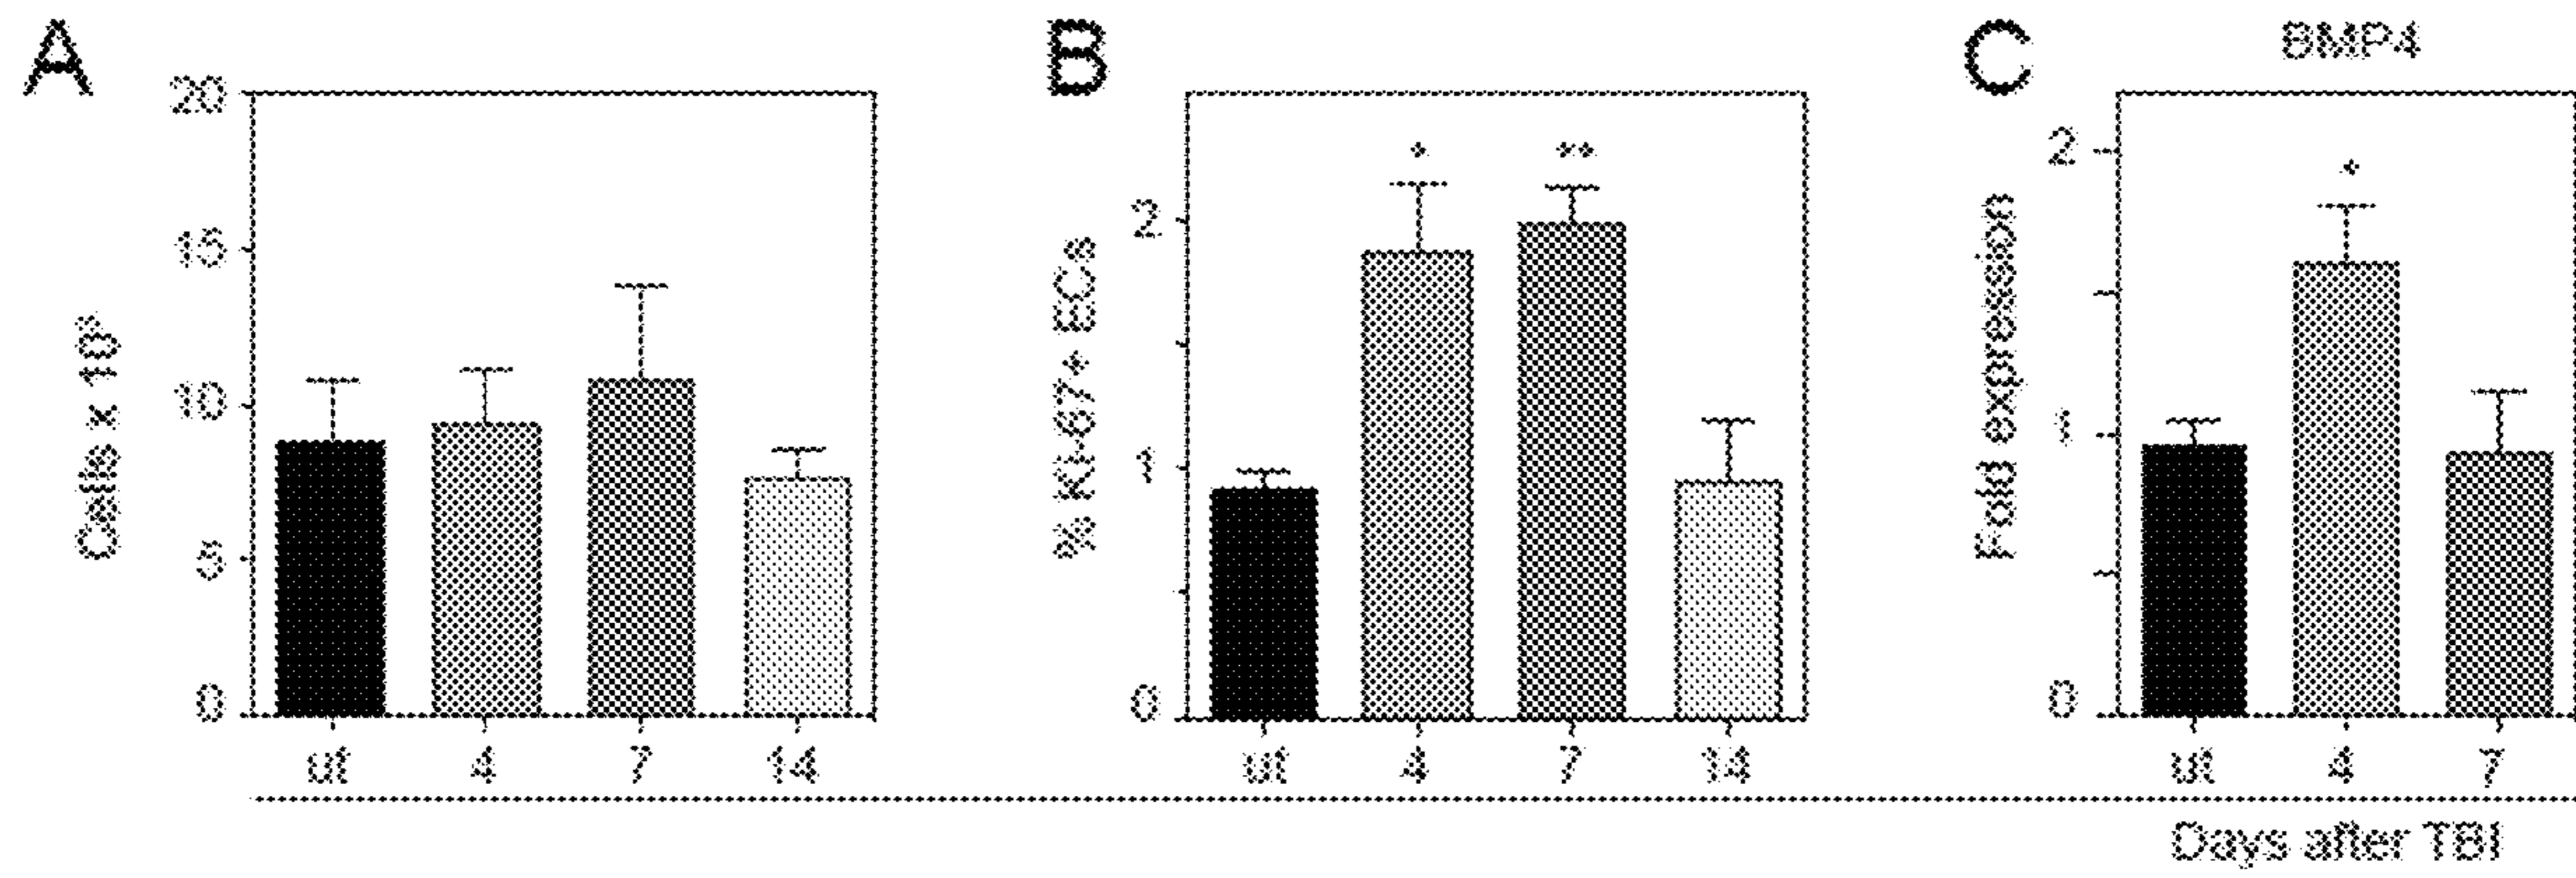 A
20
15
10
5
0
Cells x 10
ut 4 7 14
B
* **
2
1
0
% Ki-67+ ECs
ut 4 7 14
C
BMP4
*
2
1
0
Fold expression
ut 4 7
Days after TBI